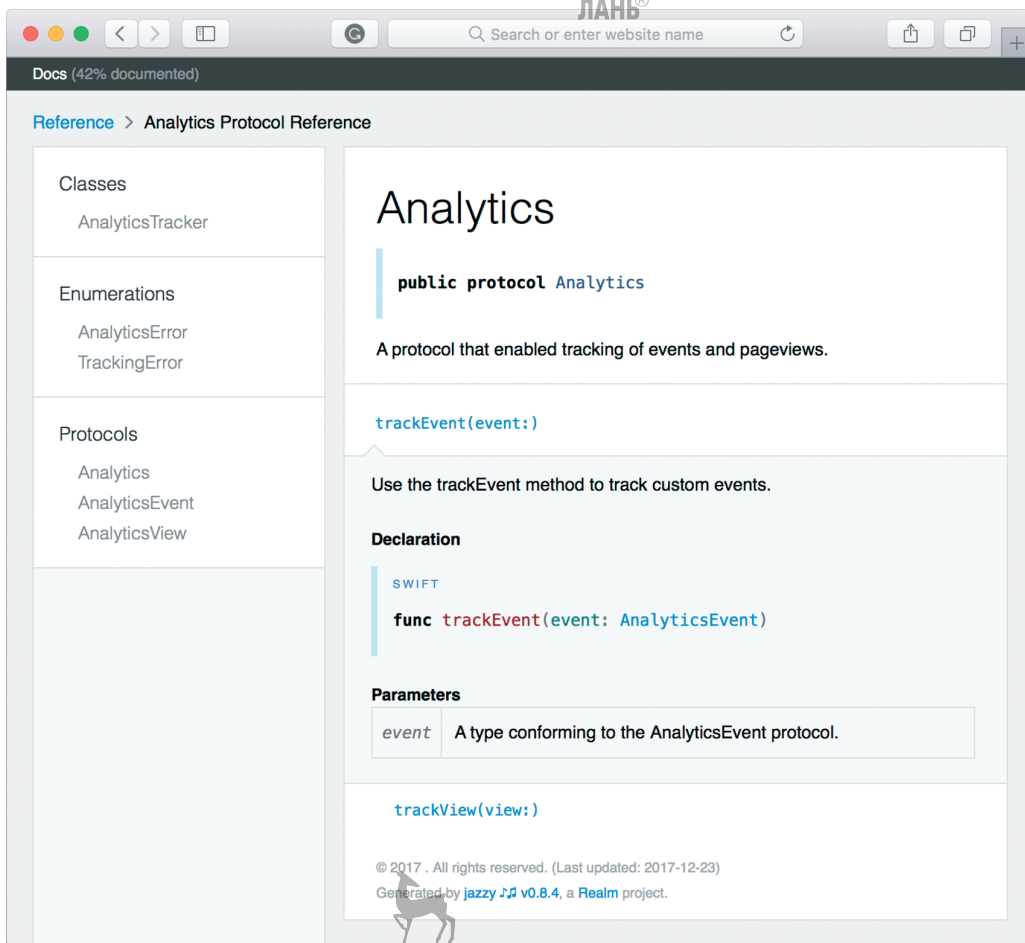 ЛАНЬ®
Search or enter website name
Docs (42% documented)
Reference > Analytics Protocol Reference
Classes
AnalyticsTracker
Enumerations
AnalyticsError
TrackingError
Protocols
Analytics
AnalyticsEvent
AnalyticsView
Analytics
public protocol Analytics
A protocol that enabled tracking of events and pageviews.
trackEvent(event:)
Use the trackEvent method to track custom events.
Declaration
SWIFT
func trackEvent(event: AnalyticsEvent)
Parameters
event A type conforming to the AnalyticsEvent protocol.
trackView(view:)
© 2017 . All rights reserved. (Last updated: 2017-12-23)
Generated by jazzy ♪♫ v0.8.4, a Realm project.